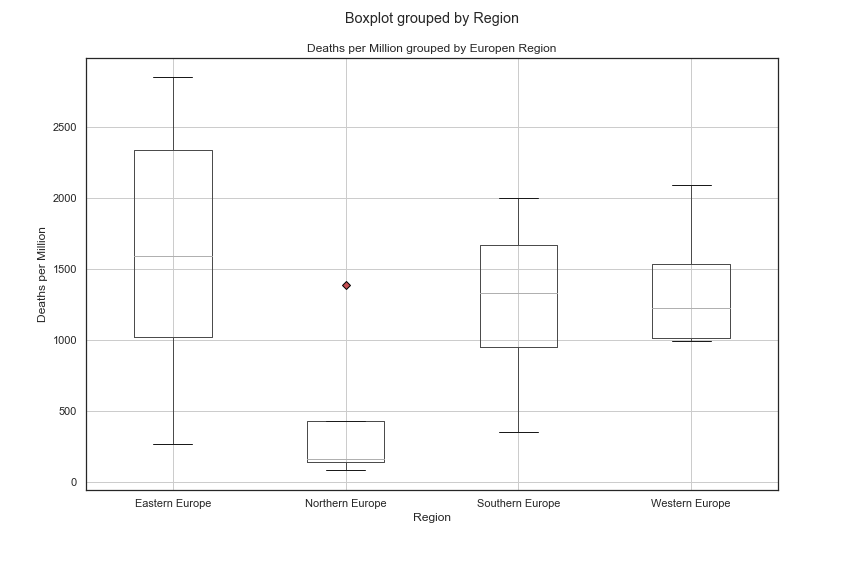 Boxplot grouped by Region
Deaths per Million grouped by Europen Region
Deaths per Million
2500
2000
1500
1000
500
0
Eastern Europe Northern Europe Southern Europe Western Europe
Region